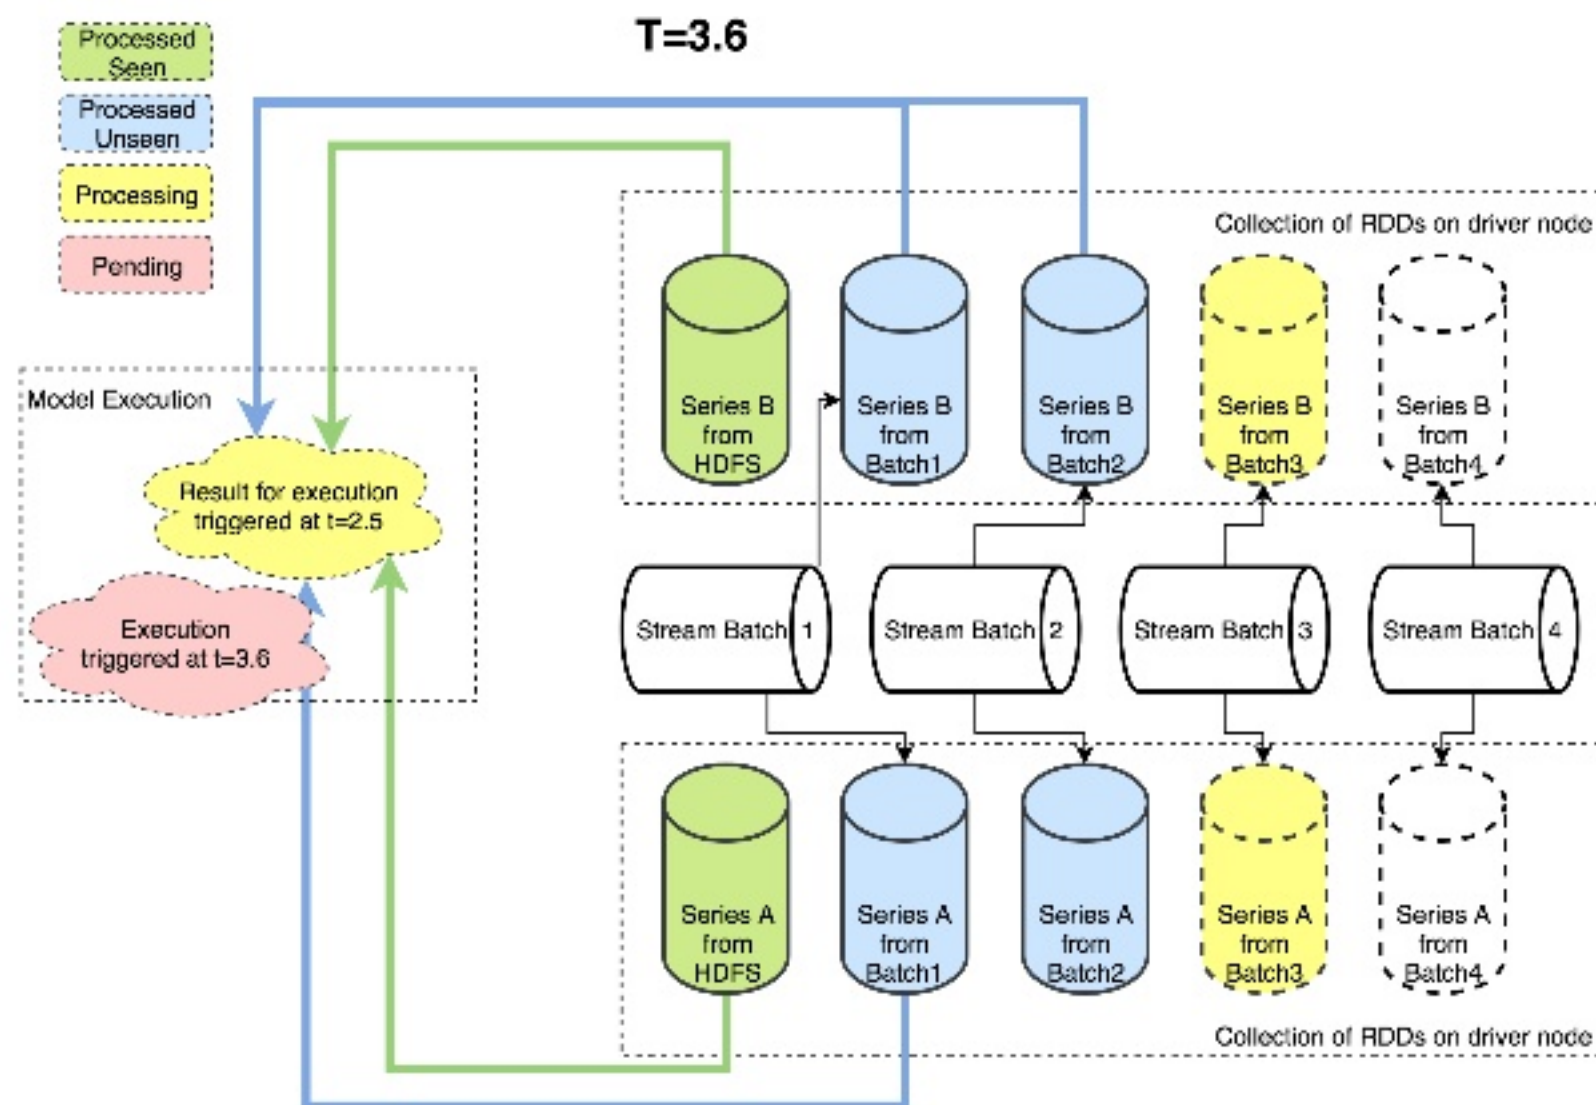 T=3.6
Processed
Seen
Processed
Unseen
Processing
Pending
Collection of RDDs on driver node
Series B
from
HDFS
Series B
from
Batch1
Series B
from
Batch2
Series B
from
Batch3
Series B
from
Batch4
Model Execution
Result for execution
triggered at t=2.5
Execution
triggered at t=3.6
Stream Batch 1
Stream Batch 2
Stream Batch 3
Stream Batch 4
Series A
from
HDFS
Series A
from
Batch1
Series A
from
Batch2
Series A
from
Batch3
Series A
from
Batch4
Collection of RDDs on driver node